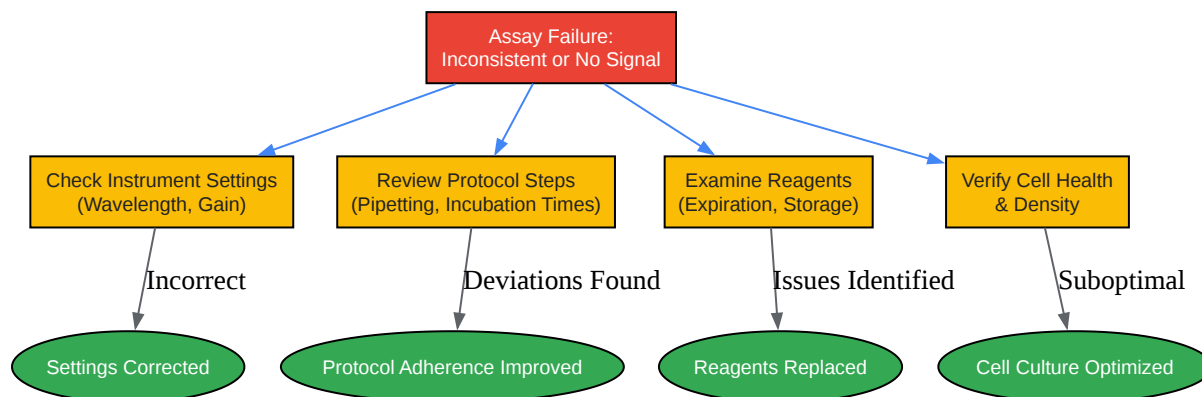 Assay Failure:
Inconsistent or No Signal
Check Instrument Settings
(Wavelength, Gain)
Review Protocol Steps
(Pipetting, Incubation Times)
Examine Reagents
(Expiration, Storage)
Verify Cell Health
& Density
Incorrect
Deviations Found
Issues Identified
Suboptimal
Settings Corrected
Protocol Adherence Improved
Reagents Replaced
Cell Culture Optimized